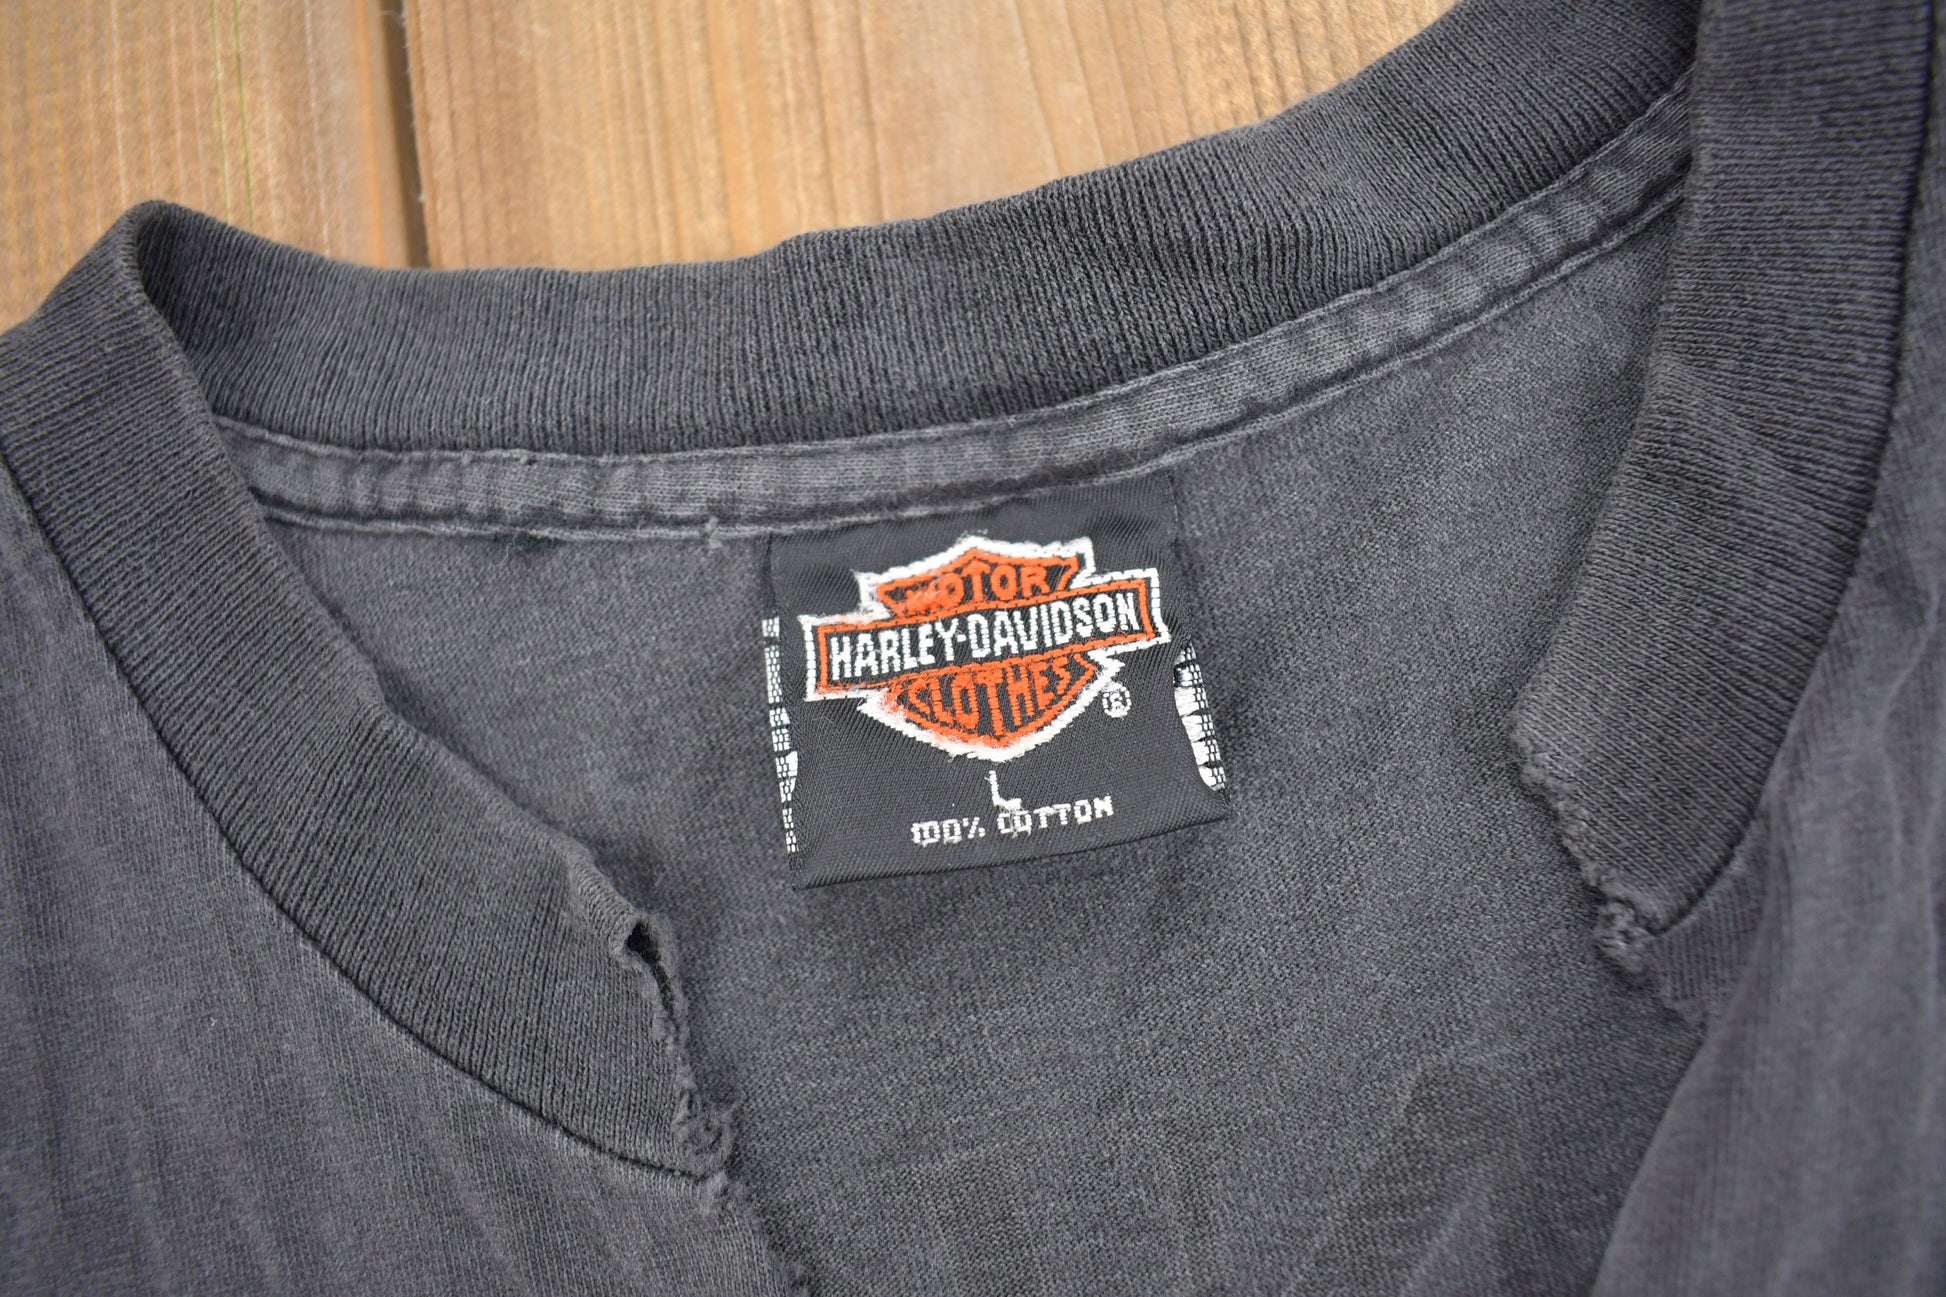 MOTOR
HARLEY-DAVIDSON
CLOTHES
®
L
100% COTTON